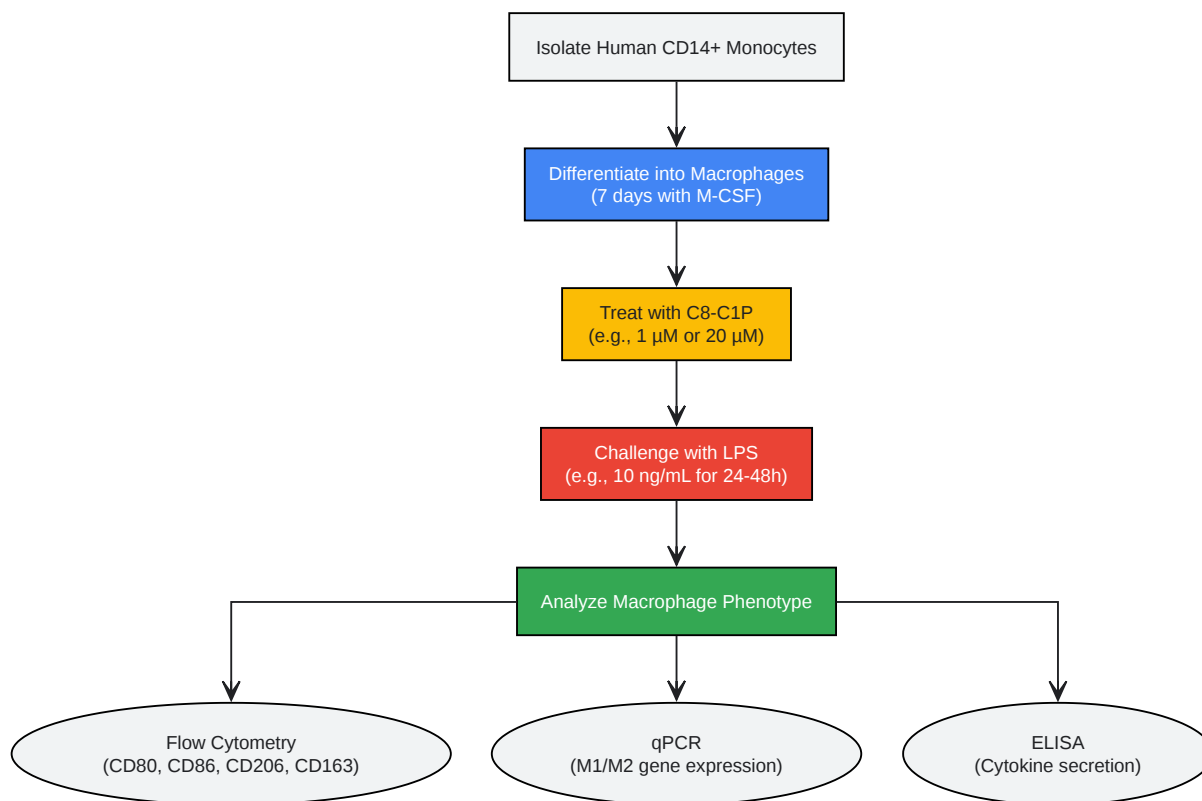 Isolate Human CD14+ Monocytes
Differentiate into Macrophages
(7 days with M-CSF)
Treat with C8-C1P
(e.g., 1 µM or 20 µM)
Challenge with LPS
(e.g., 10 ng/mL for 24-48h)
Analyze Macrophage Phenotype
Flow Cytometry
(CD80, CD86, CD206, CD163)
qPCR
(M1/M2 gene expression)
ELISA
(Cytokine secretion)